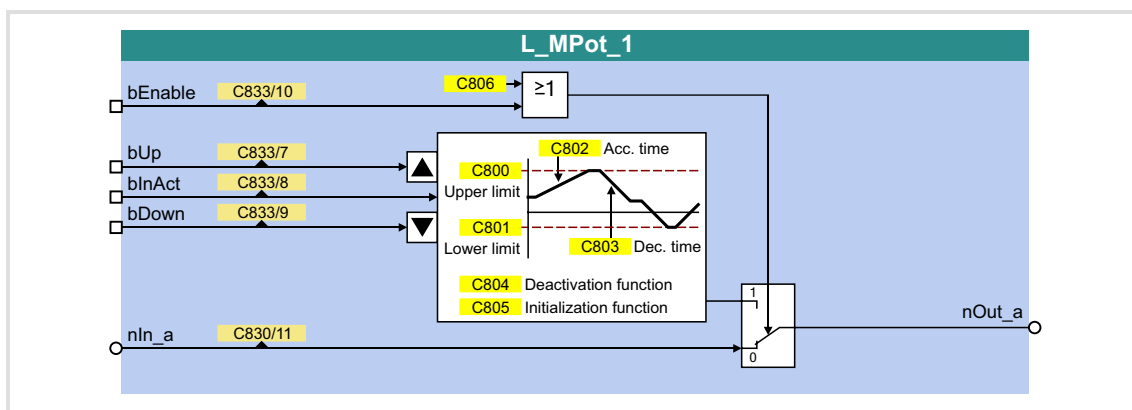 L_MPot_1
bEnable C833/10
C806 ≥1
bUp C833/7
bInAct C833/8
bDown C833/9
C802 Acc. time
C800
Upper limit
C801
Lower limit
C803 Dec. time
C804 Deactivation function
C805 Initialization function
1
0
nIn_a C830/11
nOut_a